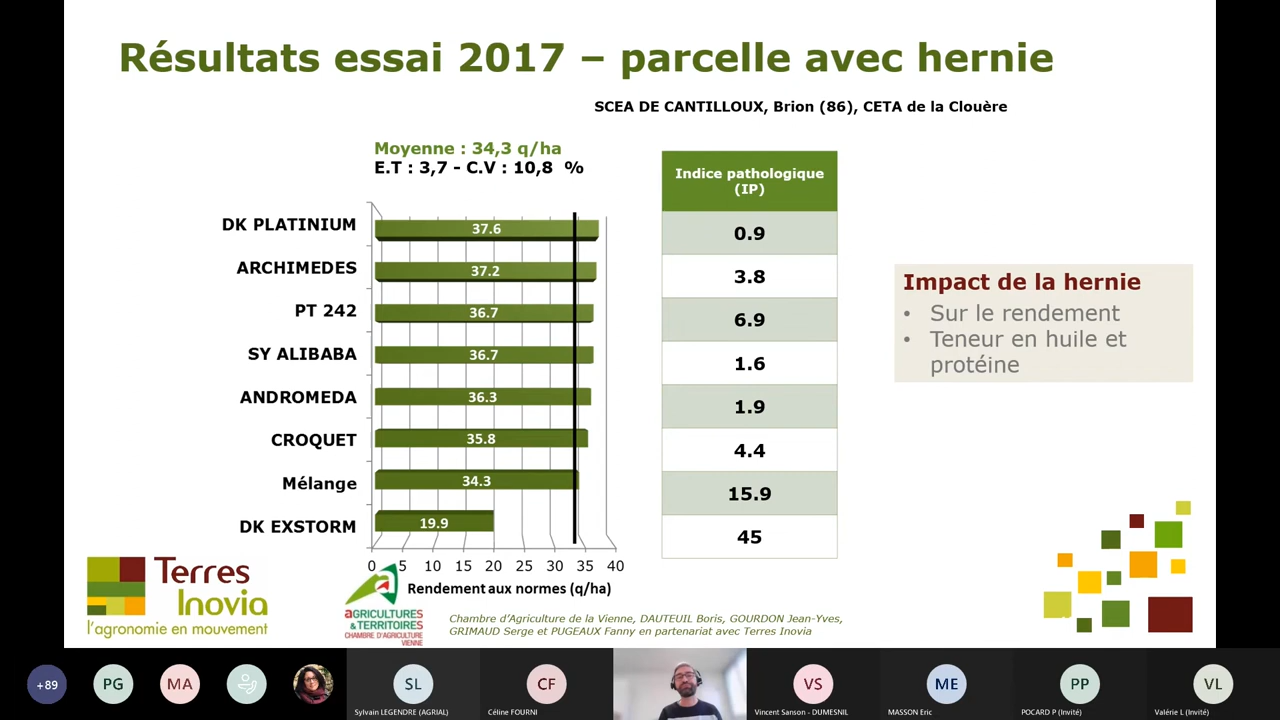 Résultats essai 2017 – parcelle avec hernie
SCEA DE CANTILLOUX, Brion (86), CETA de la Clouère
Moyenne : 34,3 q/ha
E.T : 3,7 - C.V : 10,8 %
Indice pathologique
(IP)
DK PLATINIUM 37.6 0.9
ARCHIMEDES 37.2 3.8
PT 242 36.7 6.9
SY ALIBABA 36.7 1.6
ANDROMEDA 36.3 1.9
CROQUET 35.8 4.4
Mélange 34.3 15.9
DK EXSTORM 19.9 45
0 5 10 15 20 25 30 35 40
Rendement aux normes (q/ha)
Impact de la hernie
• Sur le rendement
• Teneur en huile et
protéine
Terres
Inovia
l'agronomie en mouvement
AGRICULTURES
& TERRITOIRES
CHAMBRE D'AGRICULTURE
VIENNE
Chambre d'Agriculture de la Vienne, DAUTEUIL Boris, GOURDON Jean-Yves,
GRIMAUD Serge et PUGEAUX Fanny en partenariat avec Terres Inovia
+89 PG MA SL CF VS ME PP VL
Sylvain LEGENDRE (AGRIAL) Céline FOURNI Vincent Sanson - DUMESNIL MASSON Eric POCARD P (Invité) Valérie L (Invité)